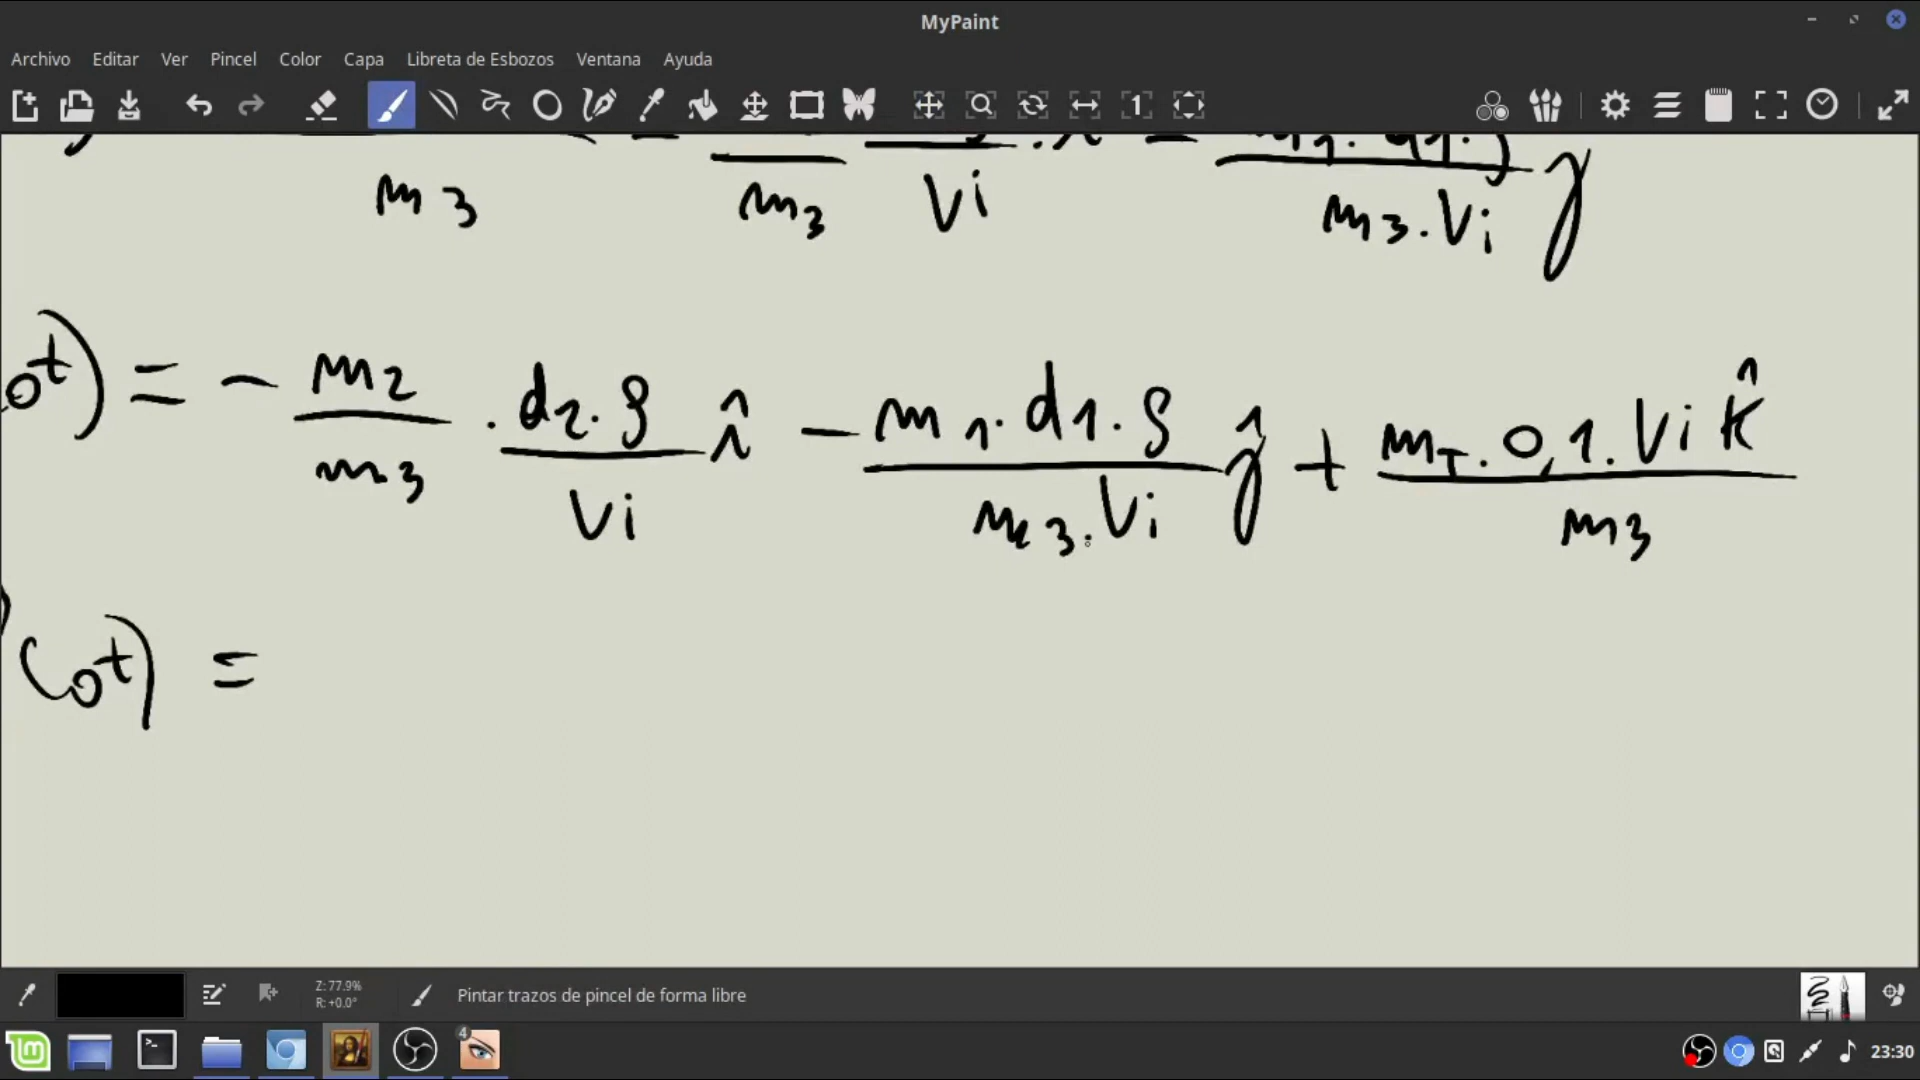 MyPaint
Archivo Editar Ver Pincel Color Capa Libreta de Esbozos Ventana Ayuda
1
m3 m3 Vi m3.Vi ĵ
ot) = - m2/m3 . d2.g/Vi î - m1.d1.g/m3.Vi ĵ + mT.0,1.Vi k̂/m3
(ot) =
Z: 77.9%
R: +0.0°
Pintar trazos de pincel de forma libre
4
23:30